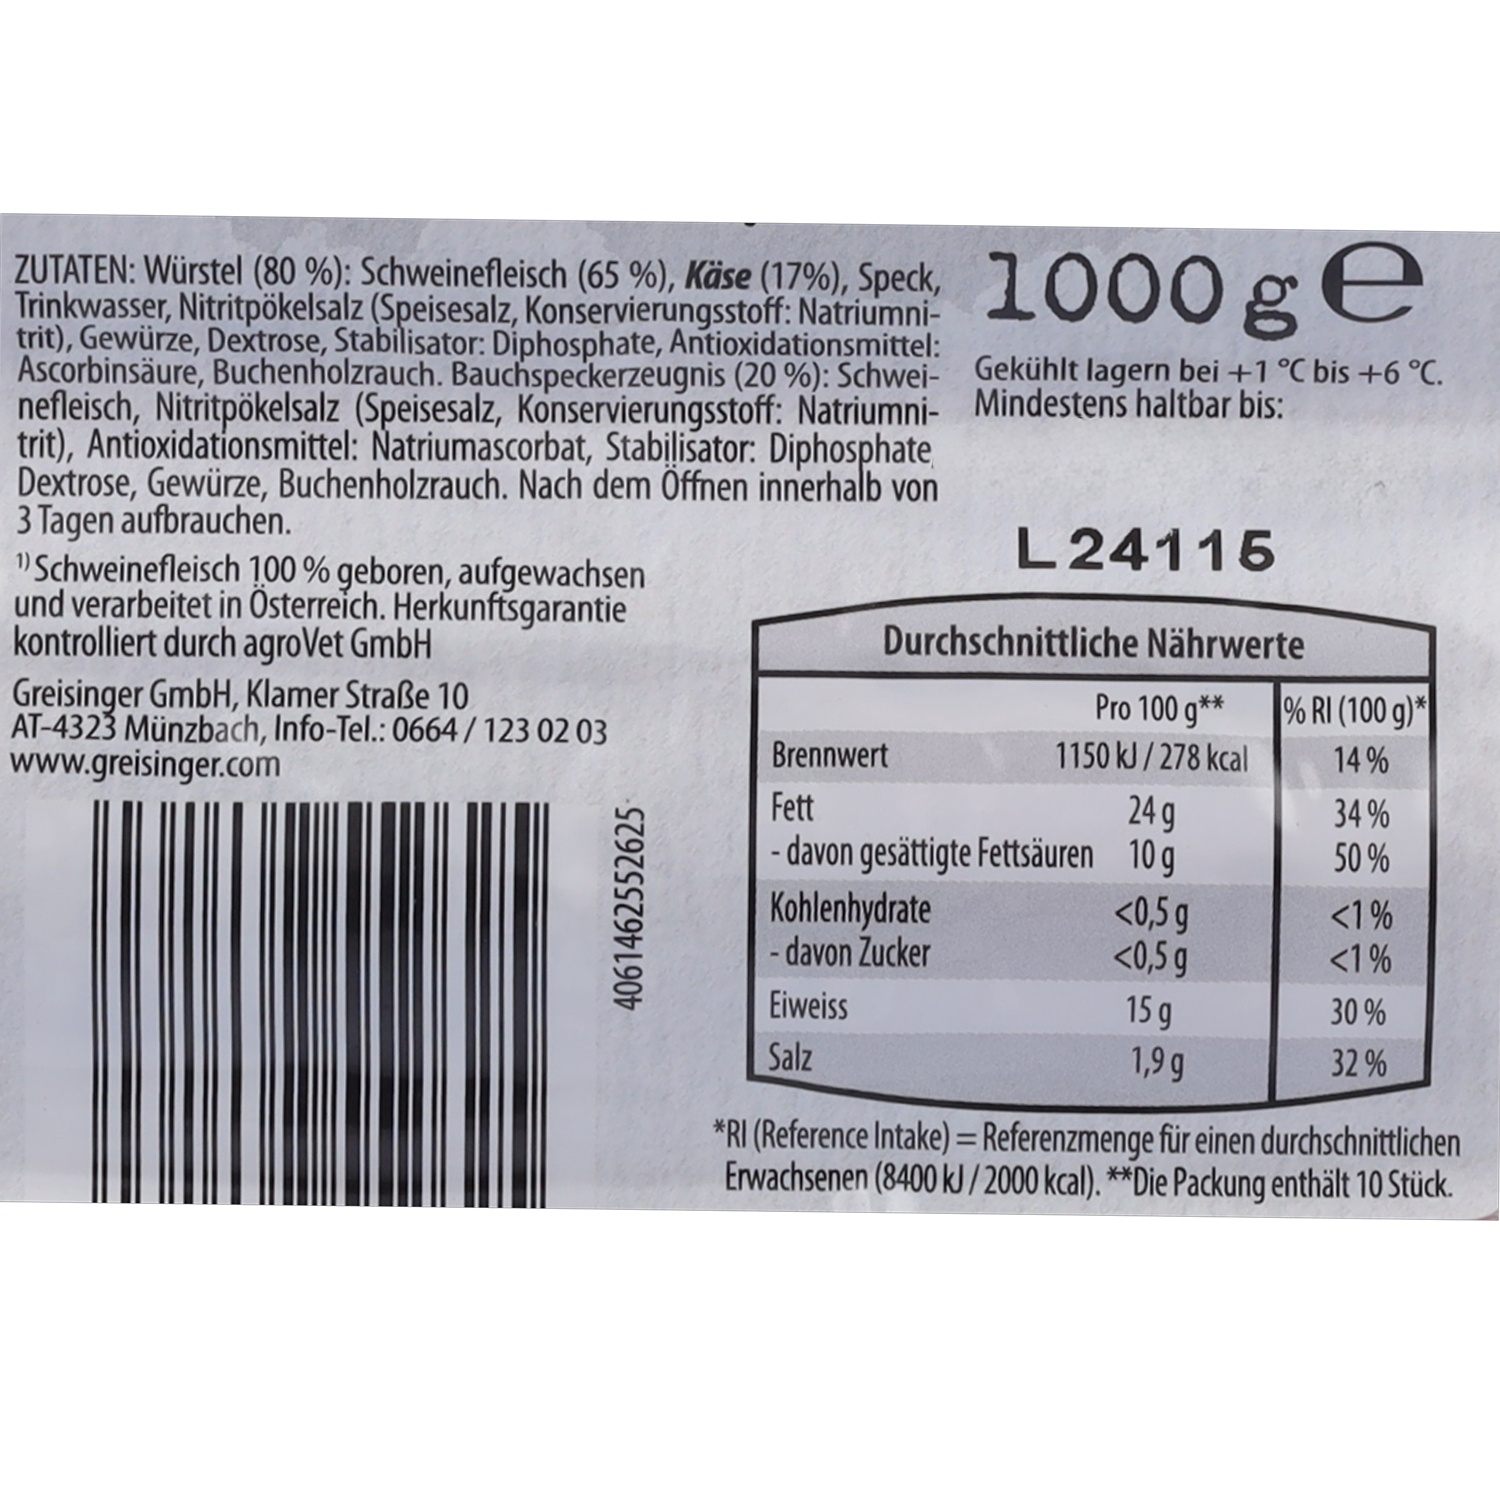 ZUTATEN: Würstel (80 %): Schweinefleisch (65 %), Käse (17%), Speck,
Trinkwasser, Nitritpökelsalz (Speisesalz, Konservierungsstoff: Natriumni-
trit), Gewürze, Dextrose, Stabilisator: Diphosphate, Antioxidationsmittel:
Ascorbinsäure, Buchenholzrauch. Bauchspeckerzeugnis (20 %): Schwei-
nefleisch, Nitritpökelsalz (Speisesalz, Konservierungsstoff: Natriumni-
trit), Antioxidationsmittel: Natriumascorbat, Stabilisator: Diphosphate,
Dextrose, Gewürze, Buchenholzrauch. Nach dem Öffnen innerhalb von
3 Tagen aufbrauchen.
1) Schweinefleisch 100 % geboren, aufgewachsen
und verarbeitet in Österreich. Herkunftsgarantie
kontrolliert durch agroVet GmbH
Greisinger GmbH, Klamer Straße 10
AT-4323 Münzbach, Info-Tel.: 0664 / 123 02 03
www.greisinger.com
4061462552625
1000 g e
Gekühlt lagern bei +1 °C bis +6 °C.
Mindestens haltbar bis:
L24115
Durchschnittliche Nährwerte
Pro 100 g** % RI (100 g)*
Brennwert 1150 kJ / 278 kcal 14 %
Fett 24 g 34 %
- davon gesättigte Fettsäuren 10 g 50 %
Kohlenhydrate <0,5 g <1 %
- davon Zucker <0,5 g <1 %
Eiweiss 15 g 30 %
Salz 1,9 g 32 %
*RI (Reference Intake) = Referenzmenge für einen durchschnittlichen
Erwachsenen (8400 kJ / 2000 kcal). **Die Packung enthält 10 Stück.